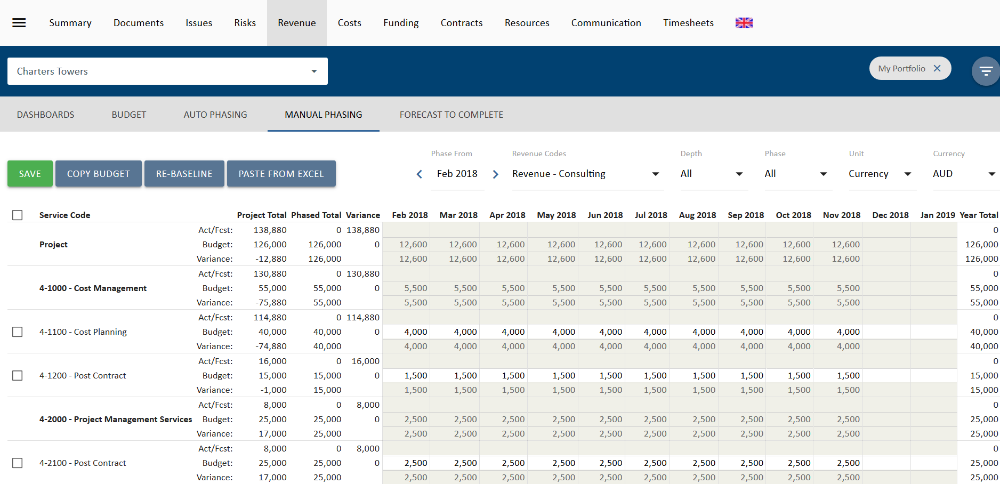 Summary Documents Issues Risks Revenue Costs Funding Contracts Resources Communication Timesheets
Charters Towers My Portfolio
DASHBOARDS BUDGET AUTO PHASING MANUAL PHASING FORECAST TO COMPLETE
Phase From Revenue Codes Depth Phase Unit Currency
SAVE COPY BUDGET RE-BASELINE PASTE FROM EXCEL Feb 2018 Revenue - Consulting All All Currency AUD
Service Code Project Total Phased Total Variance Feb 2018 Mar 2018 Apr 2018 May 2018 Jun 2018 Jul 2018 Aug 2018 Sep 2018 Oct 2018 Nov 2018 Dec 2018 Jan 2019 Year Total
Act/Fcst: 138,880 0 138,880 0
Project Budget: 126,000 126,000 0 12,600 12,600 12,600 12,600 12,600 12,600 12,600 12,600 12,600 12,600 126,000
Variance: -12,880 126,000 12,600 12,600 12,600 12,600 12,600 12,600 12,600 12,600 12,600 12,600 126,000
Act/Fcst: 130,880 0 130,880 0
4-1000 - Cost Management Budget: 55,000 55,000 0 5,500 5,500 5,500 5,500 5,500 5,500 5,500 5,500 5,500 5,500 55,000
Variance: -75,880 55,000 5,500 5,500 5,500 5,500 5,500 5,500 5,500 5,500 5,500 5,500 55,000
Act/Fcst: 114,880 0 114,880 0
4-1100 - Cost Planning Budget: 40,000 40,000 0 4,000 4,000 4,000 4,000 4,000 4,000 4,000 4,000 4,000 4,000 40,000
Variance: -74,880 40,000 4,000 4,000 4,000 4,000 4,000 4,000 4,000 4,000 4,000 4,000 40,000
Act/Fcst: 16,000 0 16,000 0
4-1200 - Post Contract Budget: 15,000 15,000 0 1,500 1,500 1,500 1,500 1,500 1,500 1,500 1,500 1,500 1,500 15,000
Variance: -1,000 15,000 1,500 1,500 1,500 1,500 1,500 1,500 1,500 1,500 1,500 1,500 15,000
Act/Fcst: 8,000 0 8,000 0
4-2000 - Project Management Services Budget: 25,000 25,000 0 2,500 2,500 2,500 2,500 2,500 2,500 2,500 2,500 2,500 2,500 25,000
Variance: 17,000 25,000 2,500 2,500 2,500 2,500 2,500 2,500 2,500 2,500 2,500 2,500 25,000
Act/Fcst: 8,000 0 8,000 0
4-2100 - Post Contract Budget: 25,000 25,000 0 2,500 2,500 2,500 2,500 2,500 2,500 2,500 2,500 2,500 2,500 25,000
Variance: 17,000 25,000 2,500 2,500 2,500 2,500 2,500 2,500 2,500 2,500 2,500 2,500 25,000